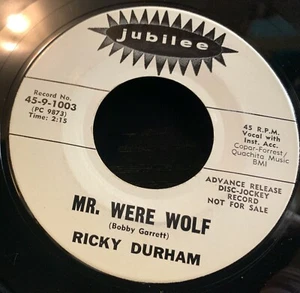 jubilee
Record No.
45-9-1003
(PC 9873)
Time: 2:15
45 R.P.M.
Vocal with
Inst. Acc.
Copar-Forrest/
Quachita Music
BMI
ADVANCE RELEASE
DISC-JOCKEY
RECORD
NOT FOR SALE
MR. WERE WOLF
(Bobby Garrett)
RICKY DURHAM